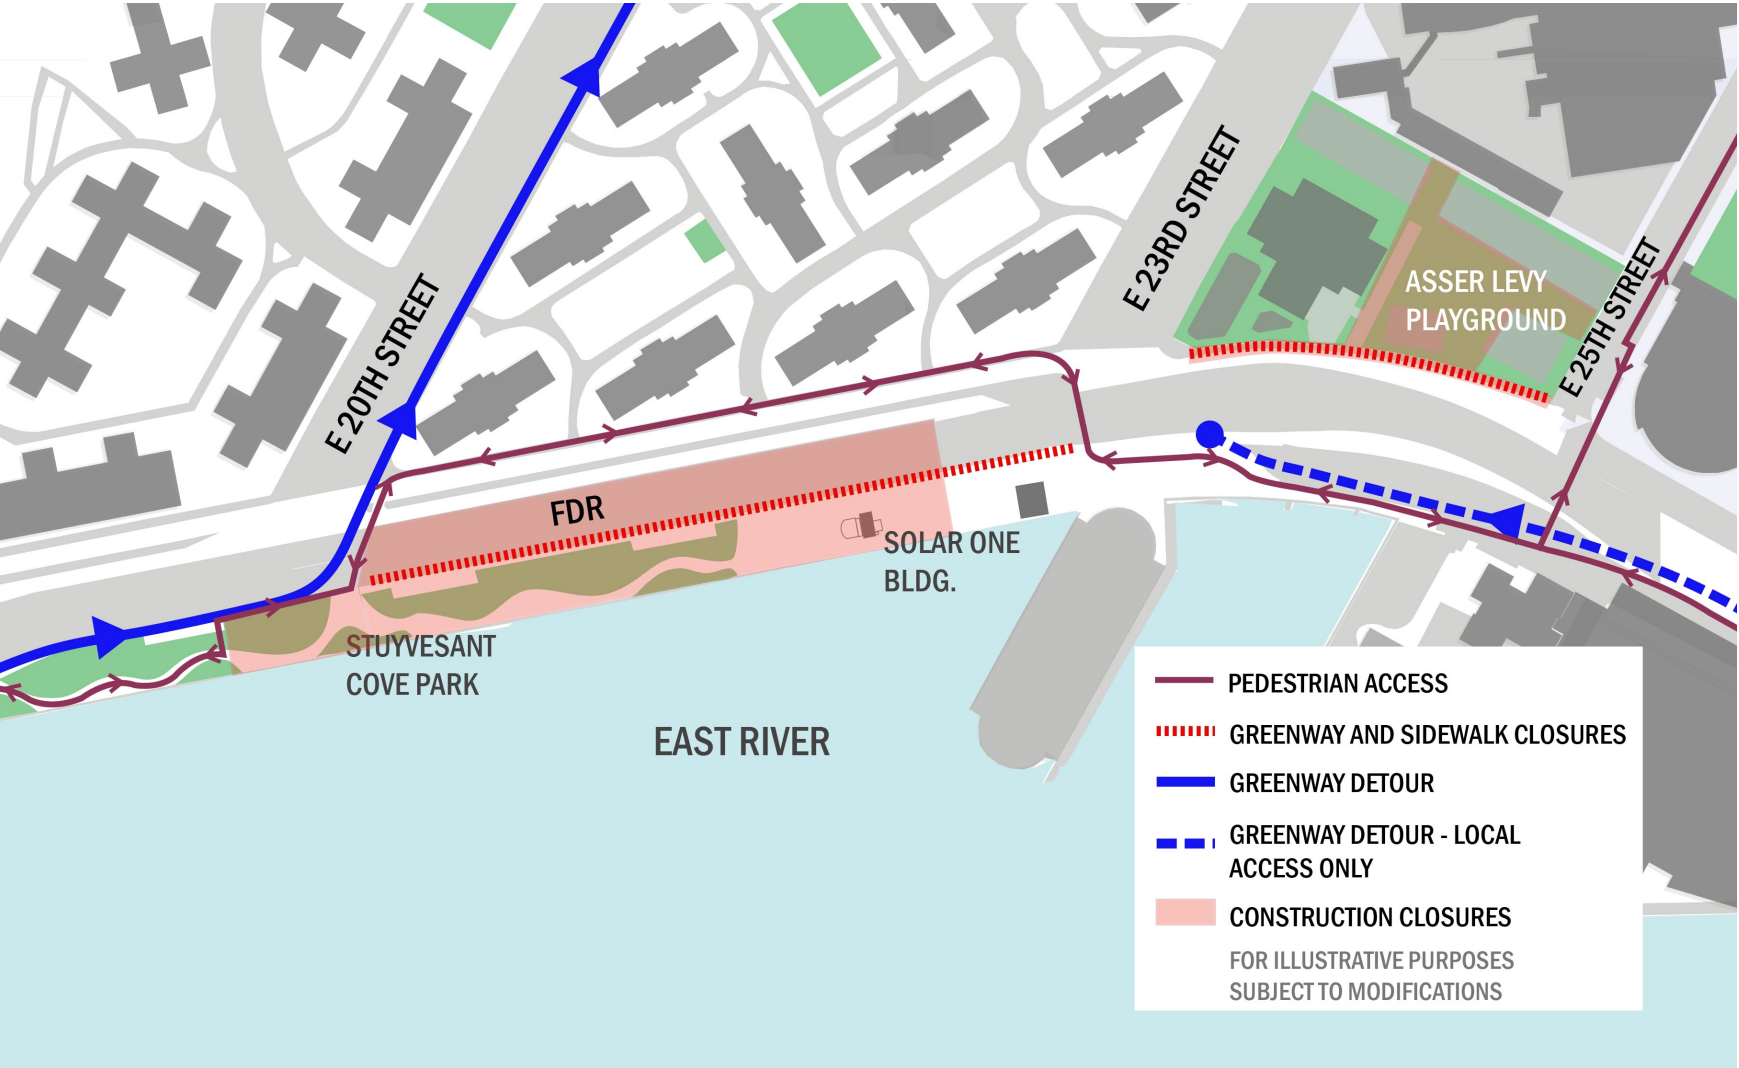 E 20TH STREET
E 23RD STREET
ASSER LEVY
PLAYGROUND
E 25TH STREET
FDR
SOLAR ONE
BLDG.
STUYVESANT
COVE PARK
EAST RIVER
PEDESTRIAN ACCESS
GREENWAY AND SIDEWALK CLOSURES
GREENWAY DETOUR
GREENWAY DETOUR - LOCAL
ACCESS ONLY
CONSTRUCTION CLOSURES
FOR ILLUSTRATIVE PURPOSES
SUBJECT TO MODIFICATIONS